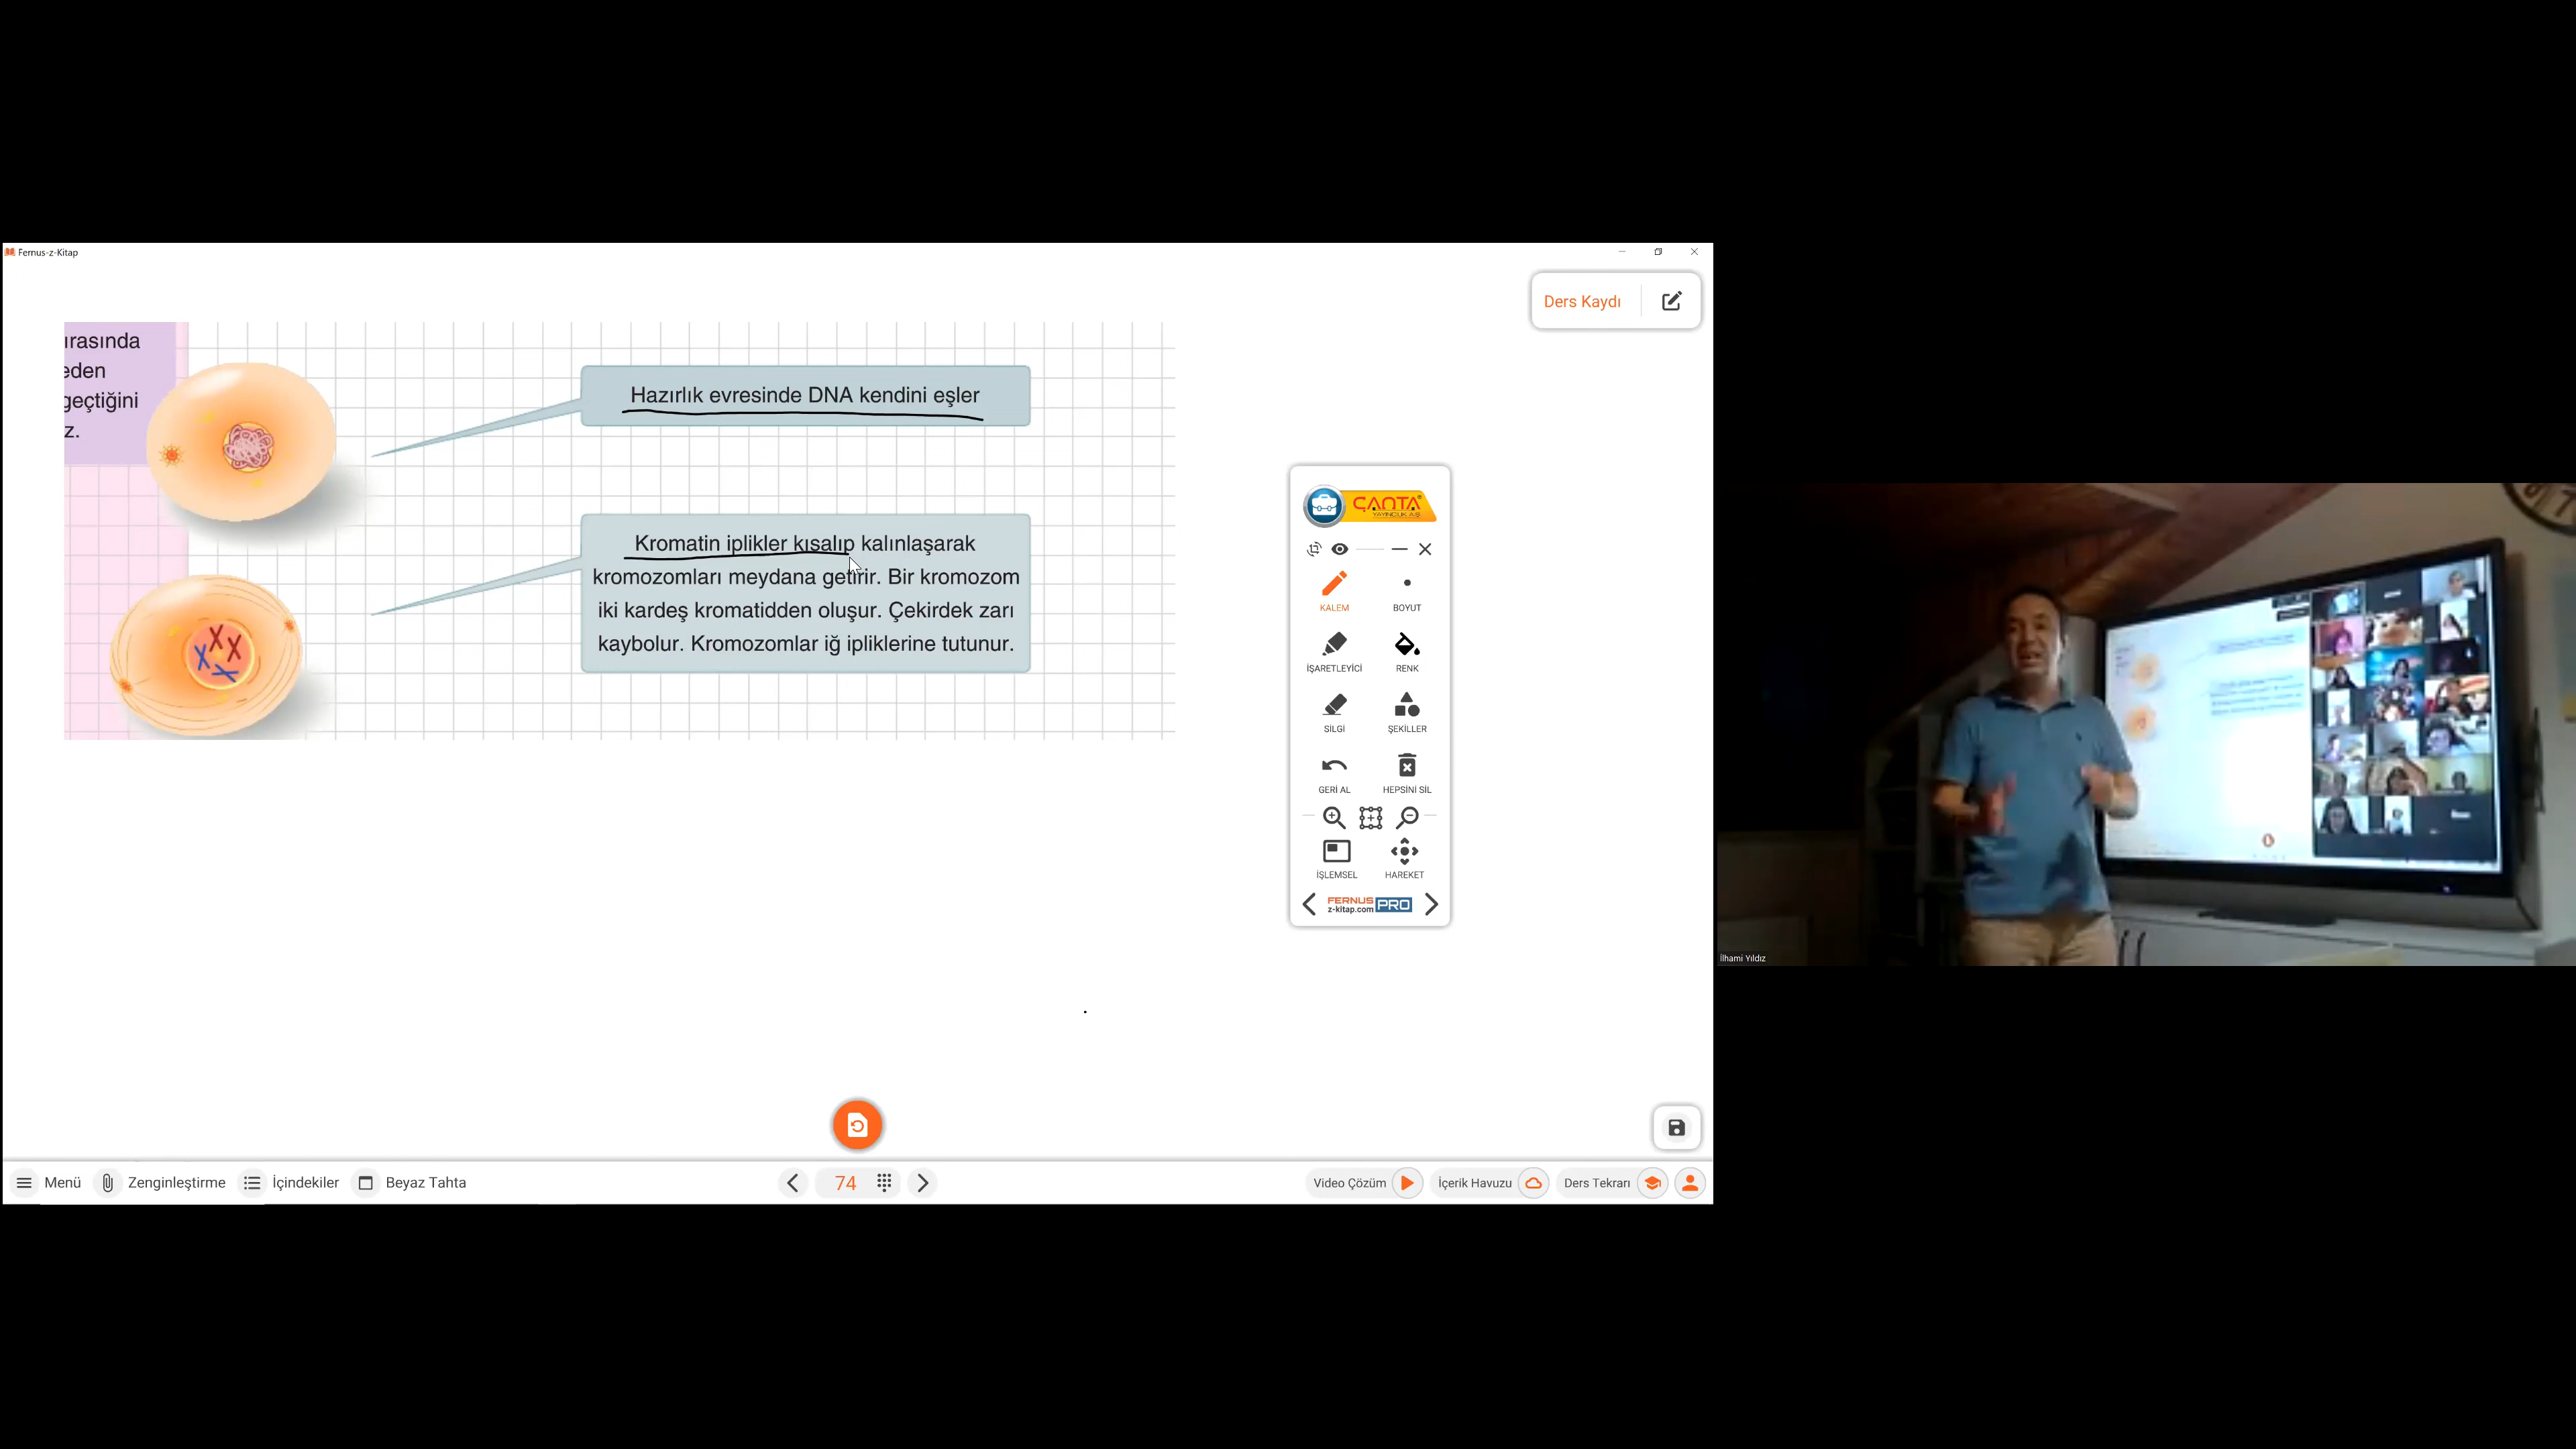 Fernus-z-Kitap
Ders Kaydı
ırasında
eden
geçtiğini
z.
Hazırlık evresinde DNA kendini eşler
Kromatin iplikler kısalıp kalınlaşarak
kromozomları meydana getirir. Bir kromozom
iki kardeş kromatidden oluşur. Çekirdek zarı
kaybolur. Kromozomlar iğ ipliklerine tutunur.
ÇANTA
YAYINCILIK A.Ş.
KALEM
BOYUT
İŞARETLEYİCİ
RENK
SİLGİ
ŞEKİLLER
GERİ AL
HEPSİNİ SİL
İŞLEMSEL
HAREKET
FERNUS PRO
z-kitap.com
İlhami Yıldız
Menü
Zenginleştirme
İçindekiler
Beyaz Tahta
74
Video Çözüm
İçerik Havuzu
Ders Tekrarı